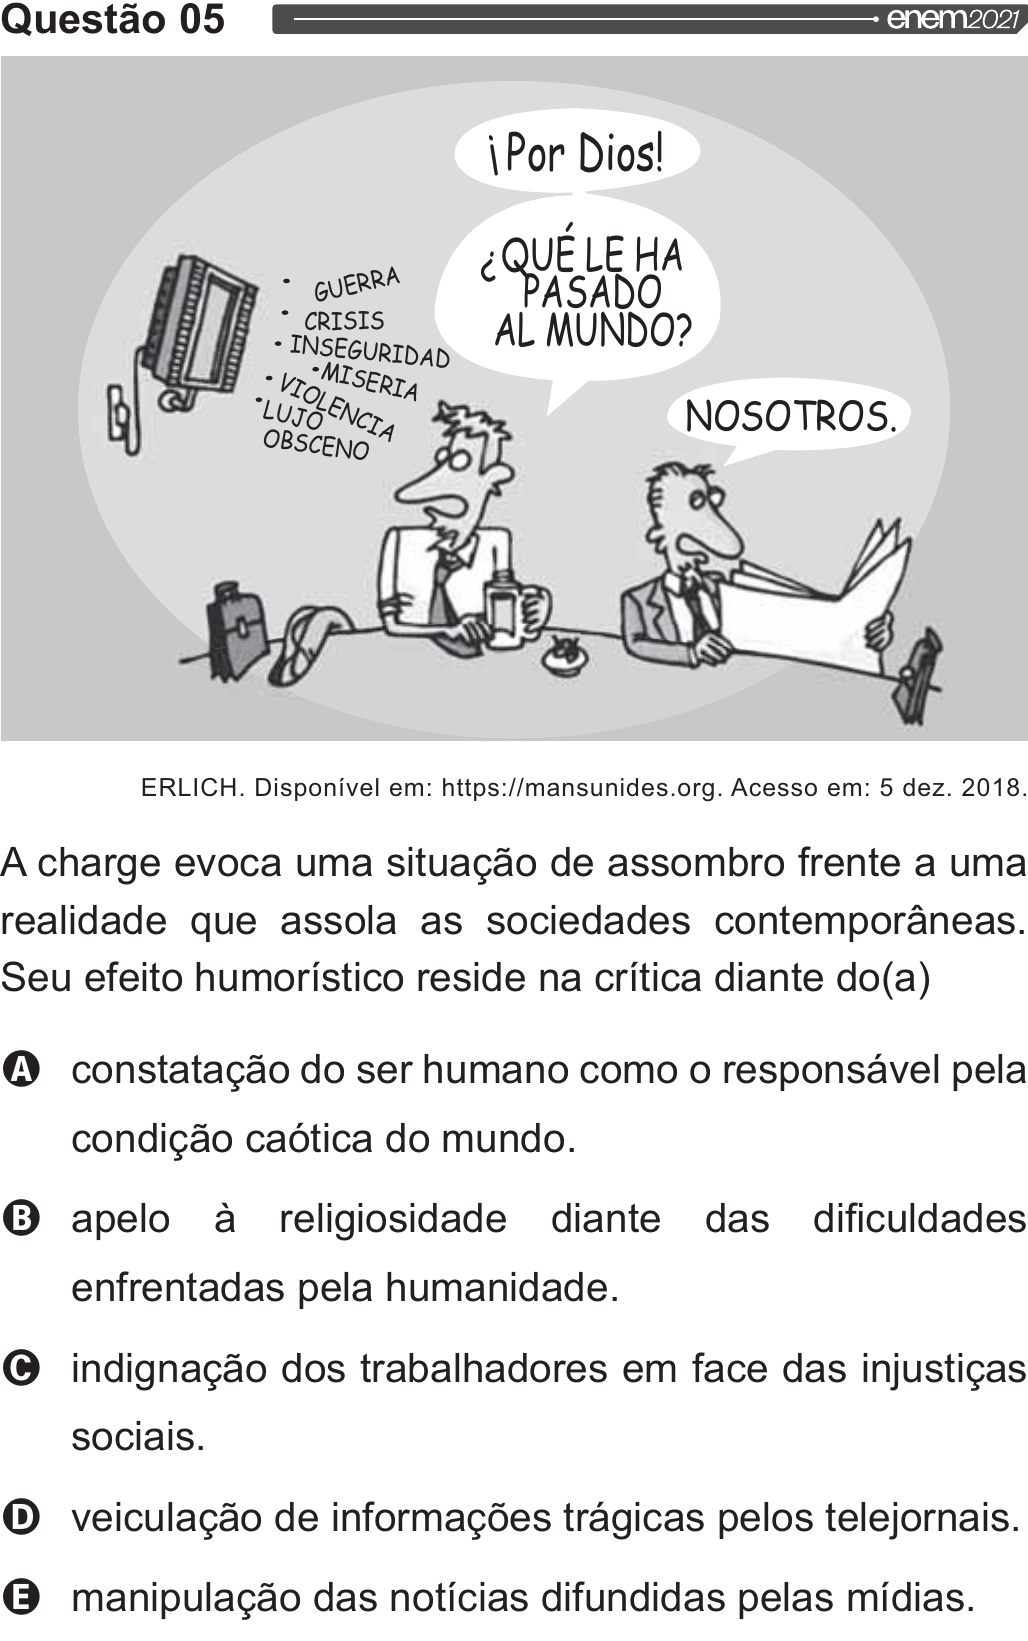 Questão 05
enem2021
¡Por Dios!
¿QUÉ LE HA
PASADO
AL MUNDO?
• GUERRA
• CRISIS
• INSEGURIDAD
• MISERIA
• VIOLENCIA
• LUJO
OBSCENO
NOSOTROS.
ERLICH. Disponível em: https://mansunides.org. Acesso em: 5 dez. 2018.
A charge evoca uma situação de assombro frente a uma
realidade que assola as sociedades contemporâneas.
Seu efeito humorístico reside na crítica diante do(a)
A constatação do ser humano como o responsável pela
condição caótica do mundo.
B apelo à religiosidade diante das dificuldades
enfrentadas pela humanidade.
C indignação dos trabalhadores em face das injustiças
sociais.
D veiculação de informações trágicas pelos telejornais.
E manipulação das notícias difundidas pelas mídias.